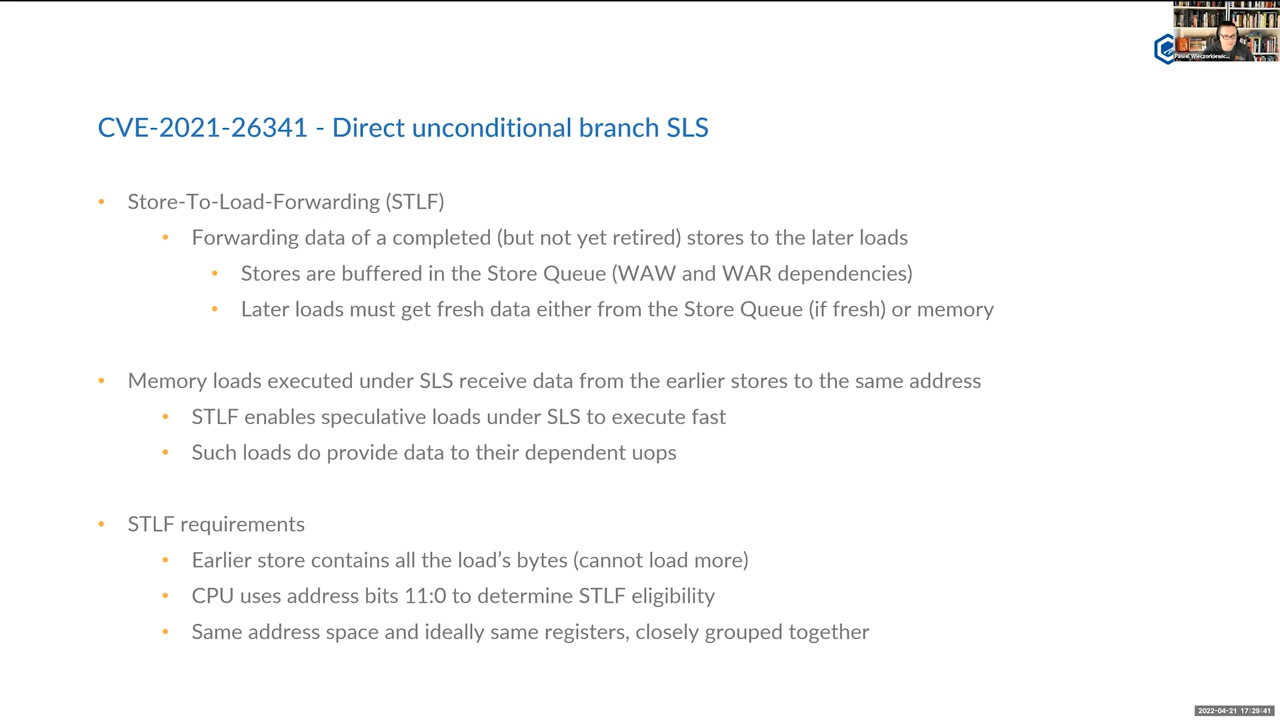 Pawel Wieczorkiewic...
CVE-2021-26341 - Direct unconditional branch SLS
• Store-To-Load-Forwarding (STLF)
• Forwarding data of a completed (but not yet retired) stores to the later loads
• Stores are buffered in the Store Queue (WAW and WAR dependencies)
• Later loads must get fresh data either from the Store Queue (if fresh) or memory
• Memory loads executed under SLS receive data from the earlier stores to the same address
• STLF enables speculative loads under SLS to execute fast
• Such loads do provide data to their dependent uops
• STLF requirements
• Earlier store contains all the load’s bytes (cannot load more)
• CPU uses address bits 11:0 to determine STLF eligibility
• Same address space and ideally same registers, closely grouped together
2022-04-21 17:29:41